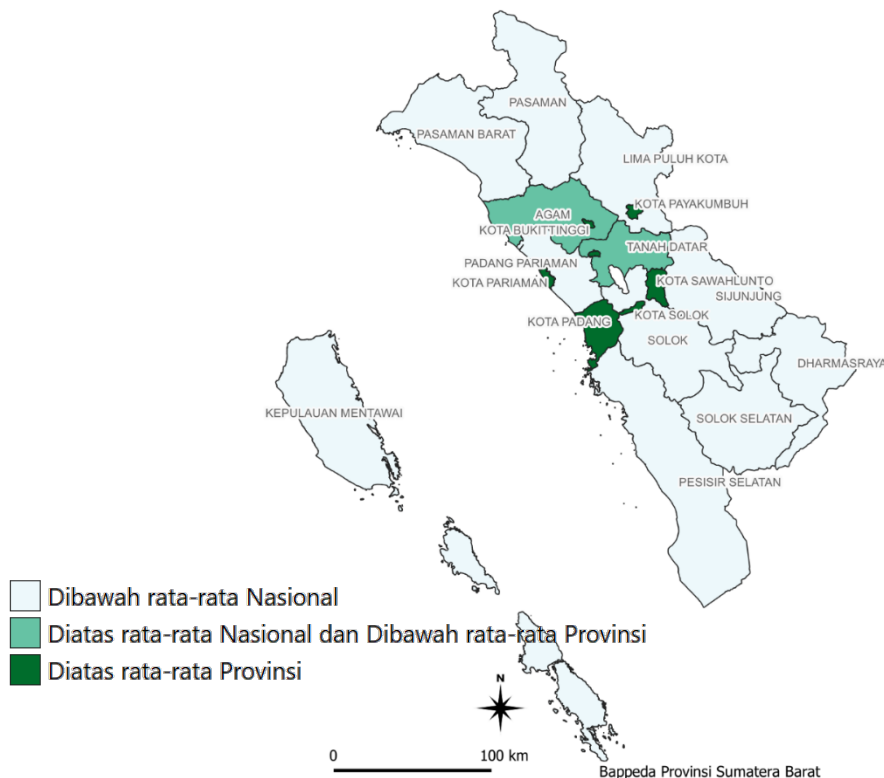 PASAMAN
PASAMAN BARAT
LIMA PULUH KOTA
KOTA PAYAKUMBUH
AGAM
KOTA BUKITTINGGI
TANAH DATAR
PADANG PARIAMAN
KOTA PARIAMAN
KOTA SAWAHLUNTO
SIJUNJUNG
KOTA PADANG
KOTA SOLOK
SOLOK
DHARMASRAYA
KEPULAUAN MENTAWAI
SOLOK SELATAN
PESISIR SELATAN
Dibawah rata-rata Nasional
Diatas rata-rata Nasional dan Dibawah rata-rata Provinsi
Diatas rata-rata Provinsi
N
0 100 km
Bappeda Provinsi Sumatera Barat